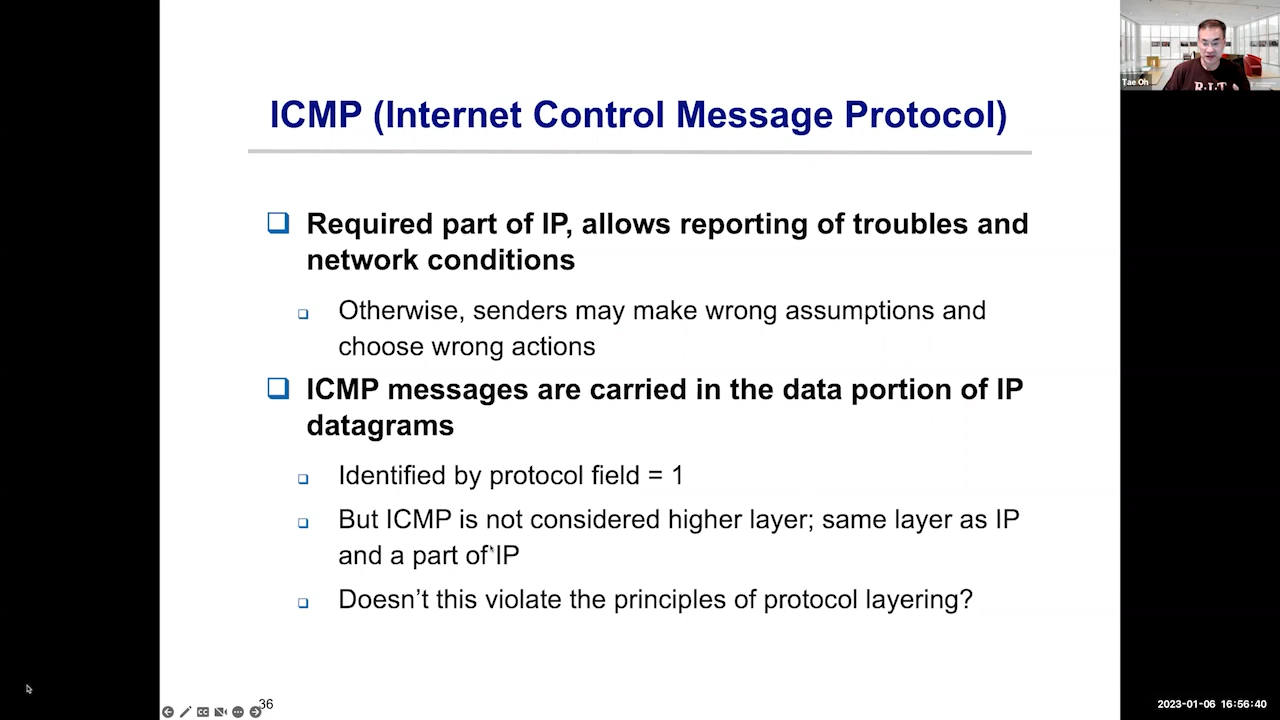 ICMP (Internet Control Message Protocol)
Required part of IP, allows reporting of troubles and
network conditions
Otherwise, senders may make wrong assumptions and
choose wrong actions
ICMP messages are carried in the data portion of IP
datagrams
Identified by protocol field = 1
But ICMP is not considered higher layer; same layer as IP
and a part of IP
Doesn't this violate the principles of protocol layering?
36
CC
Tae Oh
R·I·T
2023-01-06 16:56:40